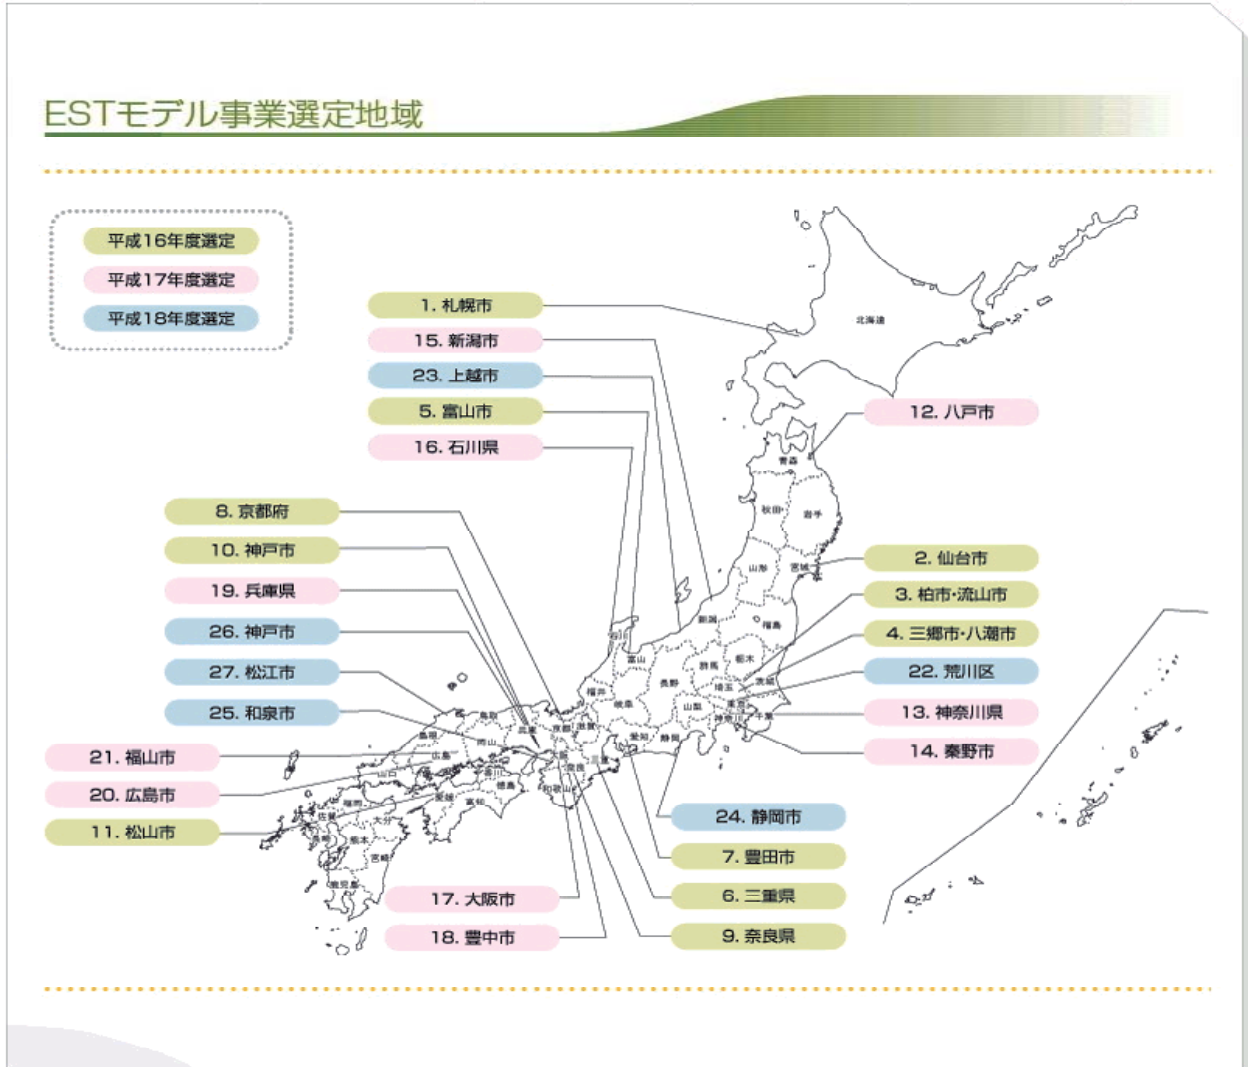 ESTモデル事業選定地域
平成16年度選定
平成17年度選定
平成18年度選定
1. 札幌市
15. 新潟市
23. 上越市
5. 富山市
16. 石川県
12. 八戸市
8. 京都府
10. 神戸市
19. 兵庫県
26. 神戸市
27. 松江市
25. 和泉市
21. 福山市
20. 広島市
11. 松山市
2. 仙台市
3. 柏市・流山市
4. 三郷市・八潮市
22. 荒川区
13. 神奈川県
14. 秦野市
24. 静岡市
7. 豊田市
6. 三重県
9. 奈良県
17. 大阪市
18. 豊中市
北海道
青森
秋田
岩手
山形
宮城
新潟
福島
石川
富山
群馬
栃木
長野
埼玉
茨城
福井
岐阜
山梨
東京
神奈川
千葉
鳥取
島根
岡山
兵庫
京都
滋賀
愛知
静岡
広島
山口
香川
大阪
奈良
三重
和歌山
徳島
愛媛
高知
福岡
佐賀
大分
長崎
熊本
宮崎
鹿児島